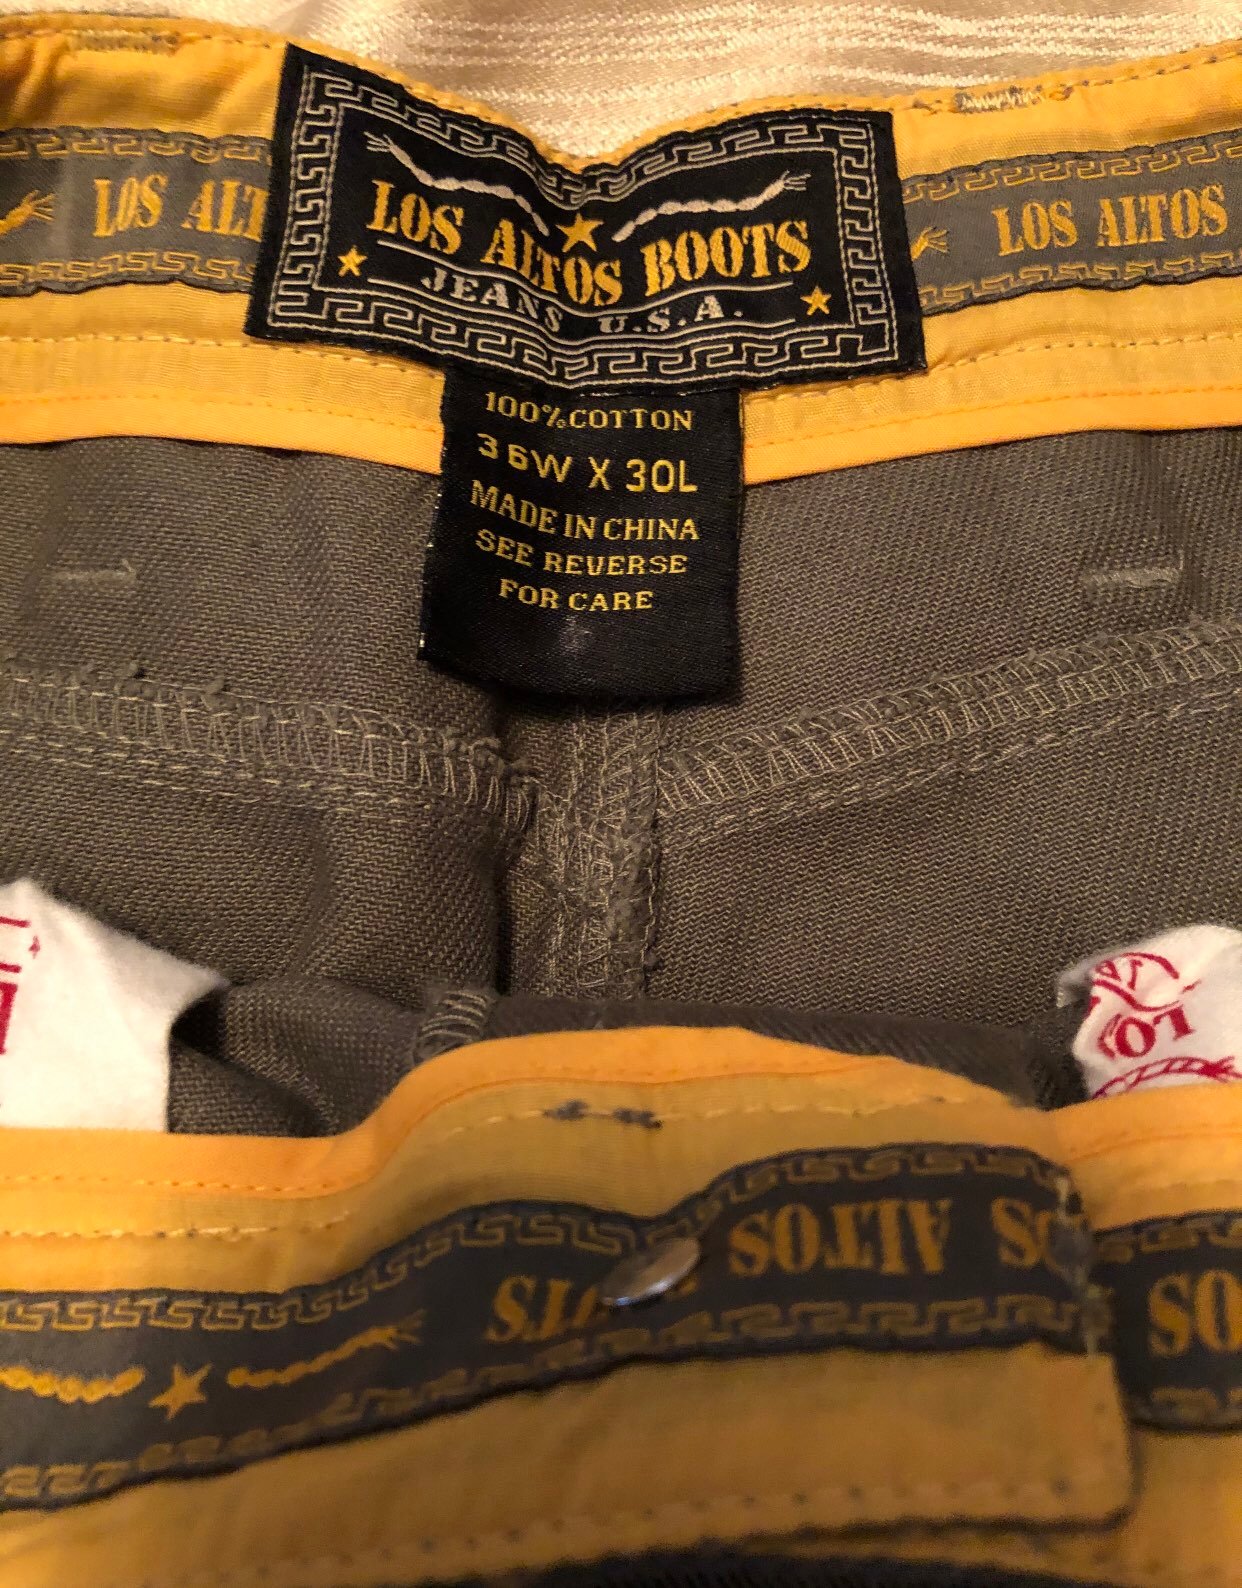 LOS ALT
LOS ALTOS BOOTS
JEANS U.S.A.
LOS ALTOS
100% COTTON
36W X 30L
MADE IN CHINA
SEE REVERSE
FOR CARE
LO
LOS ALTOS